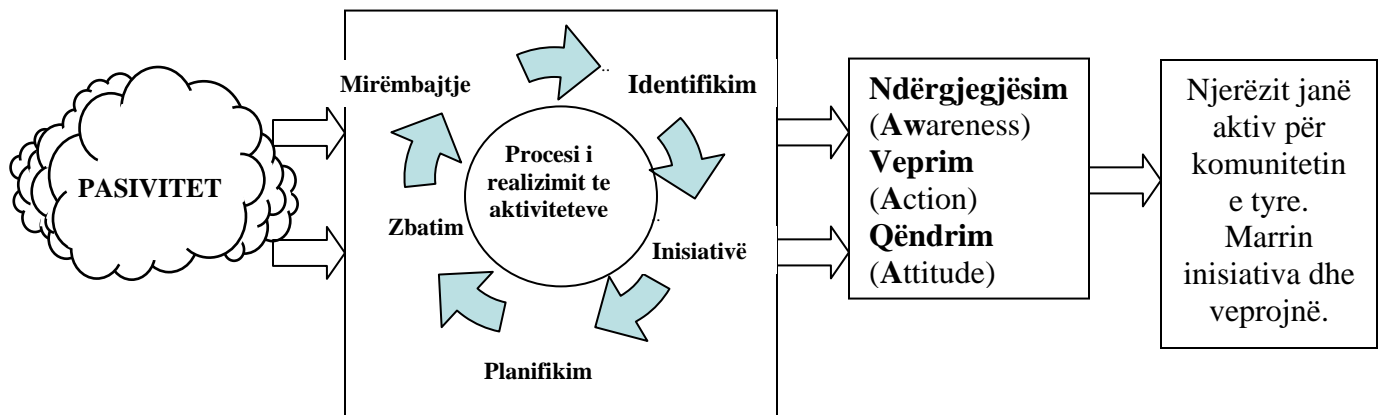 PASIVITET
Mirëmbajtje
Identifikim
Procesi i
realizimit te
aktiviteteve
Zbatim
Inisiativë
Planifikim
Ndërgjegjësim
(Awareness)
Veprim
(Action)
Qëndrim
(Attitude)
Njerëzit janë
aktiv për
komunitetin
e tyre.
Marrin
inisiativa dhe
veprojnë.